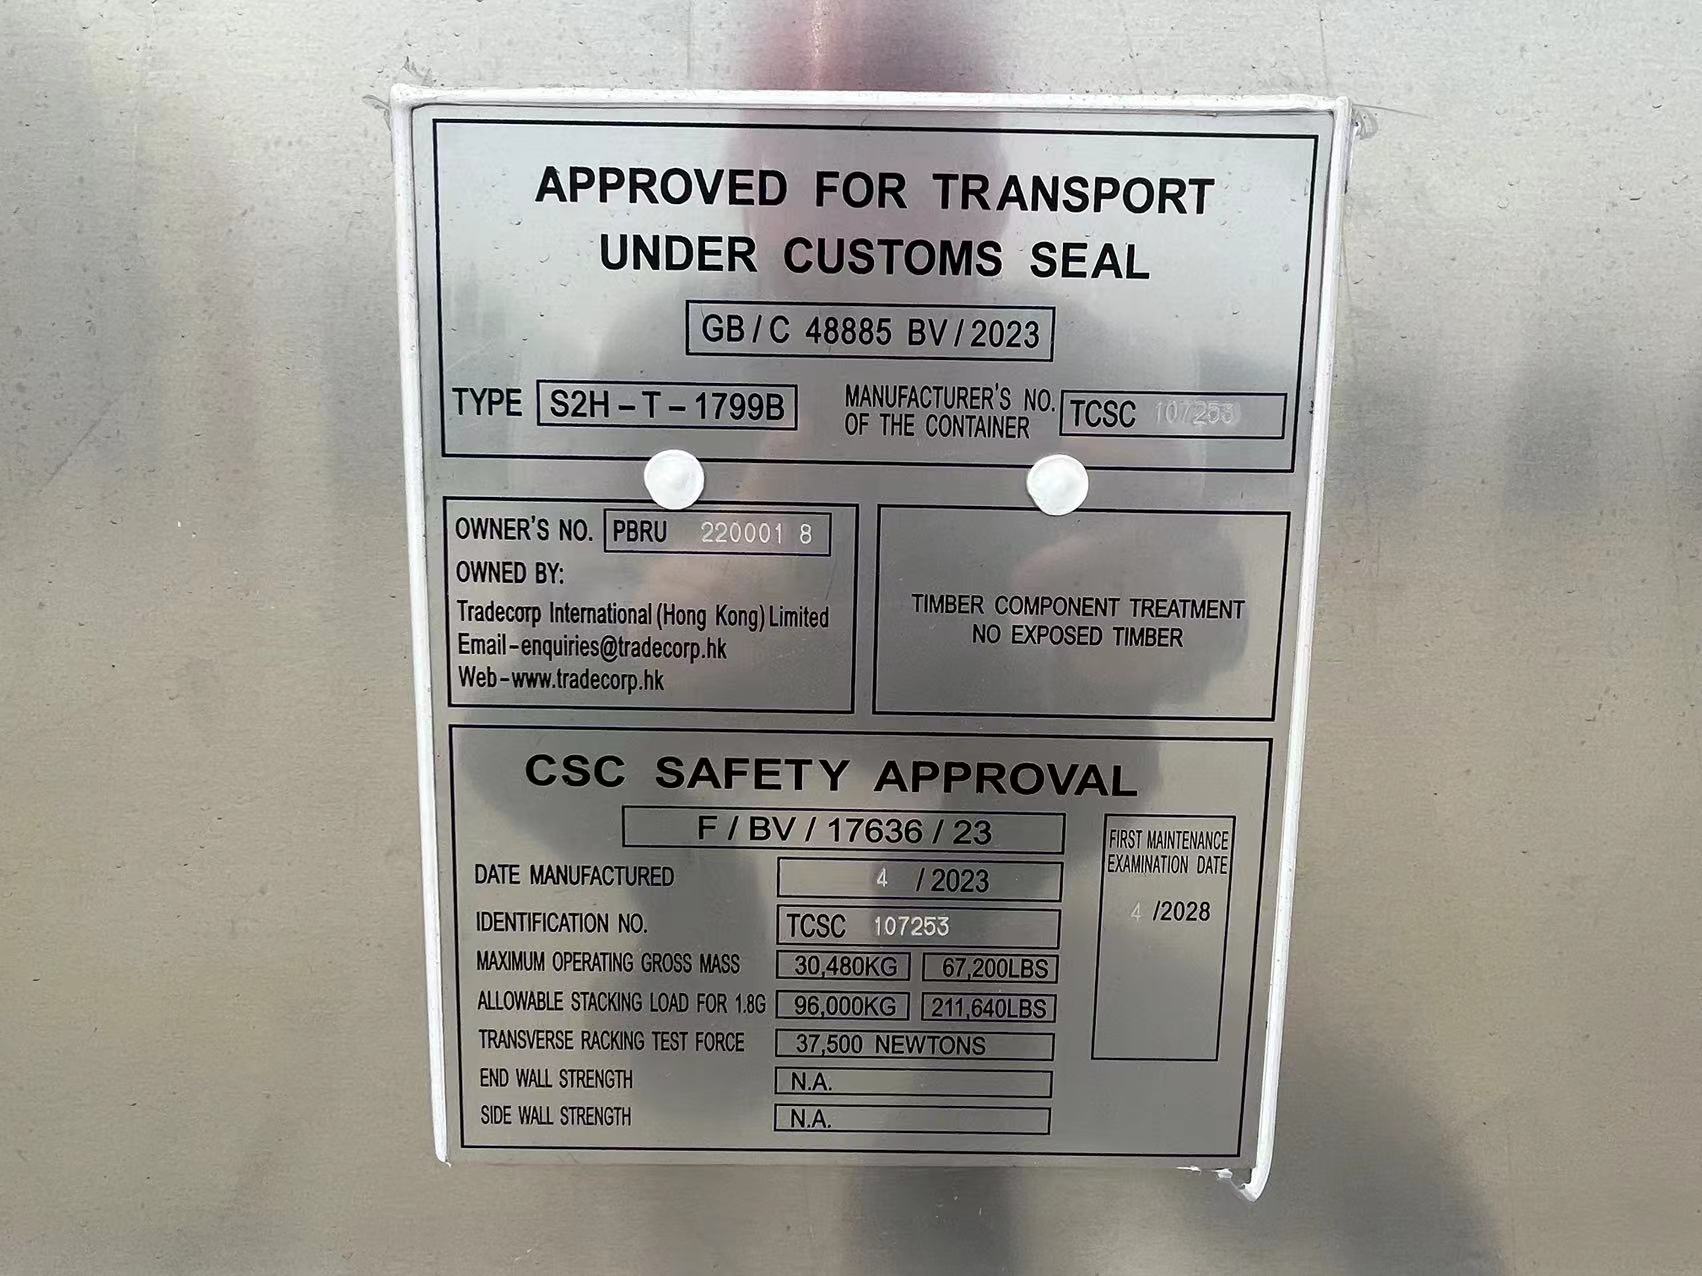 APPROVED FOR TRANSPORT
UNDER CUSTOMS SEAL
GB/C 48885 BV/2023
TYPE S2H-T-1799B
MANUFACTURER'S NO.
OF THE CONTAINER
TCSC 107253
OWNER'S NO. PBRU 220001 8
OWNED BY:
Tradecorp International (Hong Kong) Limited
Email-enquiries@tradecorp.hk
Web-www.tradecorp.hk
TIMBER COMPONENT TREATMENT
NO EXPOSED TIMBER
CSC SAFETY APPROVAL
F/BV/17636/23
DATE MANUFACTURED 4 /2023
IDENTIFICATION NO. TCSC 107253
MAXIMUM OPERATING GROSS MASS 30,480KG 67,200LBS
ALLOWABLE STACKING LOAD FOR 1.8G 96,000KG 211,640LBS
TRANSVERSE RACKING TEST FORCE 37,500 NEWTONS
END WALL STRENGTH N.A.
SIDE WALL STRENGTH N.A.
FIRST MAINTENANCE
EXAMINATION DATE
4 /2028